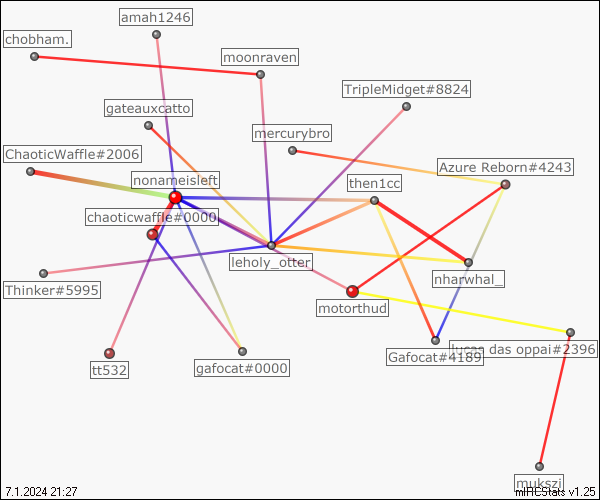 amah1246
chobham.
moonraven
TripleMidget#8824
gateauxcatto
mercurybro
ChaoticWaffle#2006
Azure Reborn#4243
nonameisleft
then1cc
chaoticwaffle#0000
leholy_otter
nharwhal_
Thinker#5995
motorthud
lucas das oppai#2396
Gafocat#4189
tt532
gafocat#0000
mukszi
7.1.2024 21:27
mIRCStats v1.25